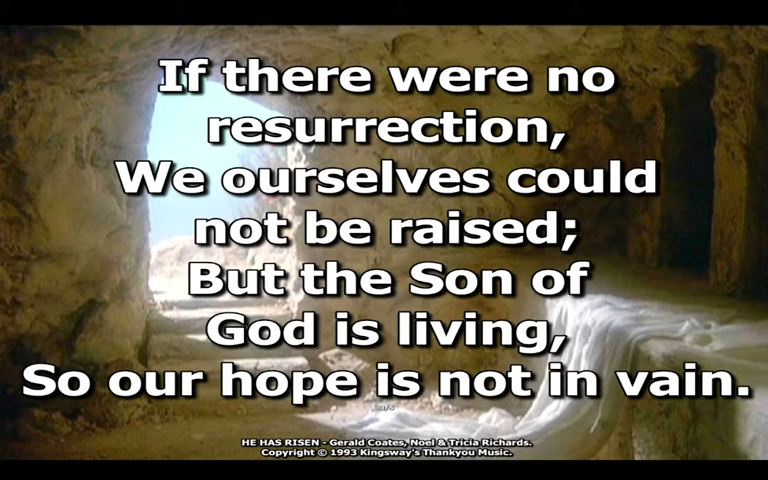 If there were no
resurrection,
We ourselves could
not be raised;
But the Son of
God is living,
So our hope is not in vain.
HE HAS RISEN - Gerald Coates, Noel & Tricia Richards.
Copyright © 1993 Kingsway's Thankyou Music.